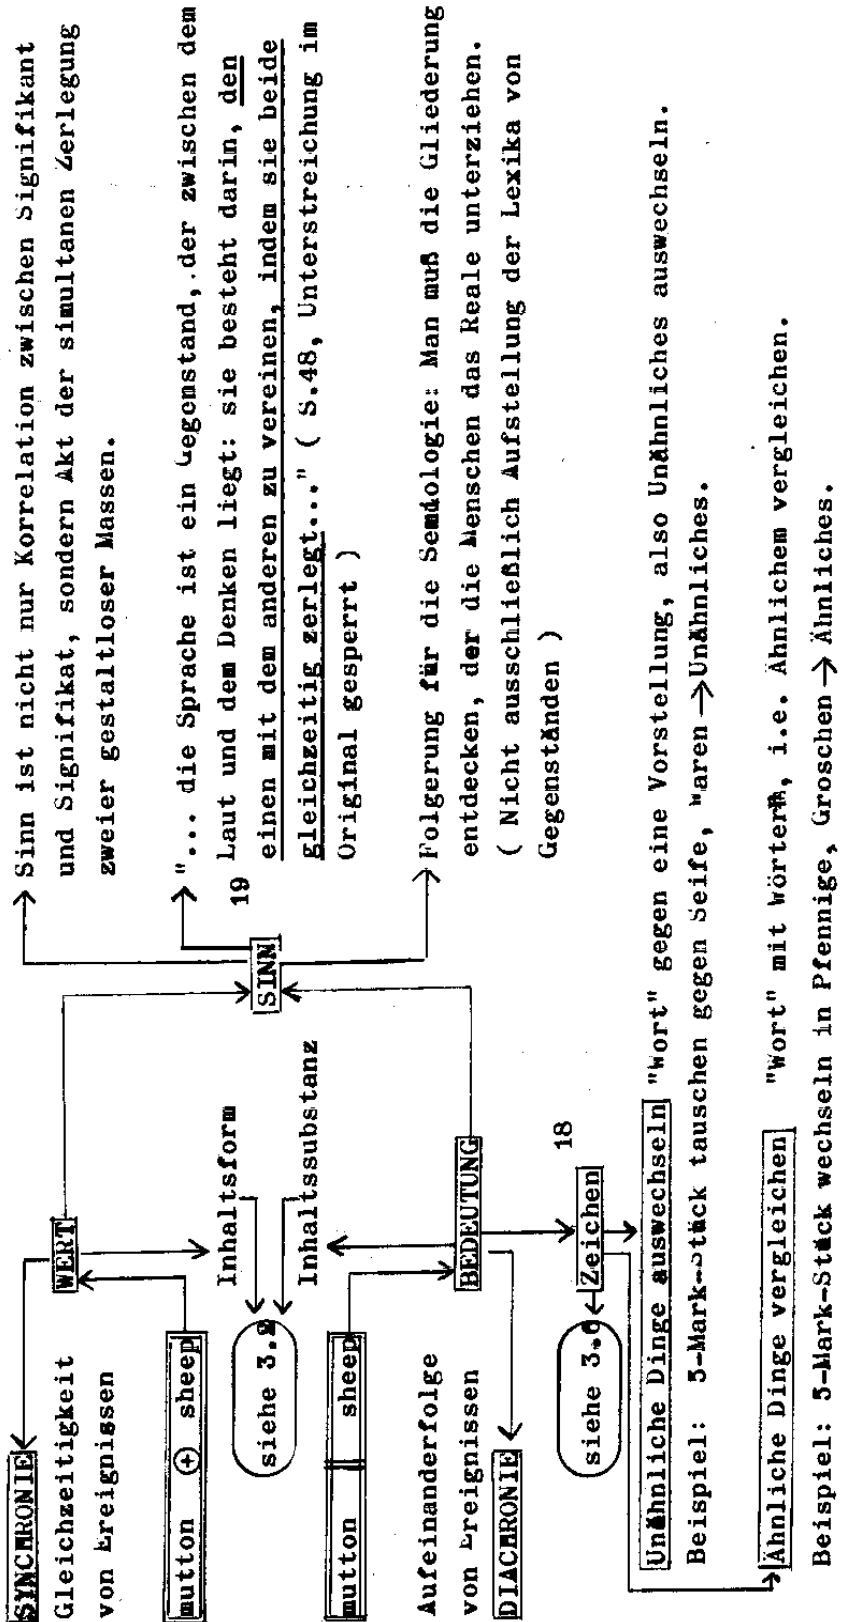 SYNCHRONIE
Gleichzeitigkeit
von Ereignissen
mutton ⊕ sheep
WERT
Inhaltsform
siehe
Inhaltssubstanz
mutton sheep
Aufeinanderfolge
von Ereignissen
DIACHRONIE
BEDEUTUNG
SINN
Sinn ist nicht nur Korrelation zwischen Signifikant
und Signifikat, sondern Akt der simultanen Zerlegung
zweier gestaltloser Massen.
"... die Sprache ist ein Gegenstand, der zwischen dem
Laut und dem Denken liegt: sie besteht darin, den
19
einen mit dem anderen zu vereinen, indem sie beide
gleichzeitig zerlegt..." ( S.48, Unterstreichung im
Original gesperrt )
Folgerung für die Semiologie: Man muß die Gliederung
entdecken, der die Menschen das Reale unterziehen.
( Nicht ausschließlich Aufstellung der Lexika von
Gegenständen )
18
siehe
Zeichen
Unähnliche Dinge auswechseln "Wort" gegen eine Vorstellung, also Unähnliches auswechseln.
Beispiel: 5-Mark-Stück tauschen gegen Seife, Waren → Unähnliches.
Ähnliche Dinge vergleichen "Wort" mit Wörtern, i.e. Ähnlichem vergleichen.
Beispiel: 5-Mark-Stück wechseln in Pfennige, Groschen → Ähnliches.